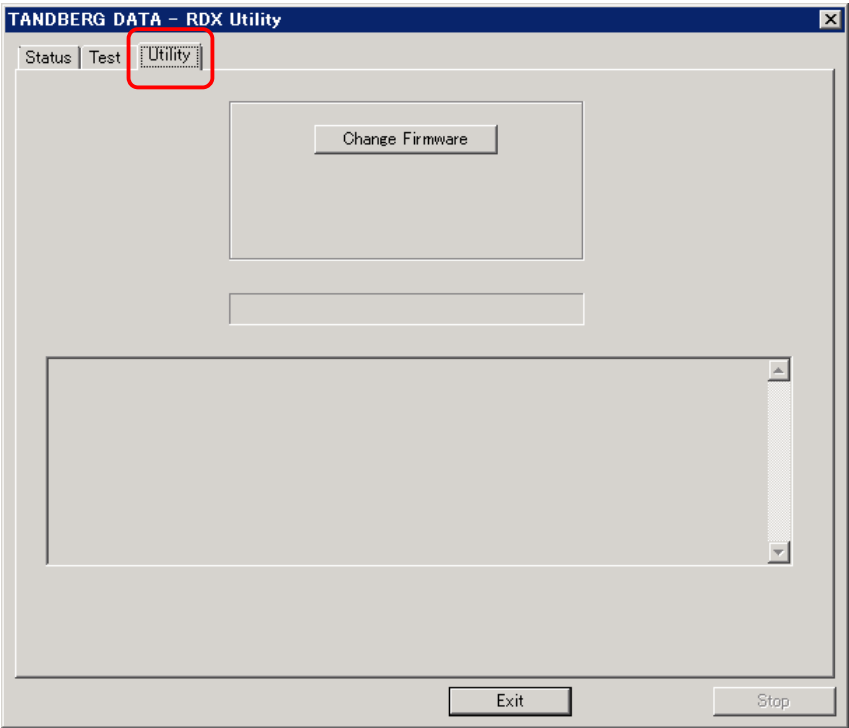 TANDBERG DATA - RDX Utility
Status Test Utility
Change Firmware
Exit Stop